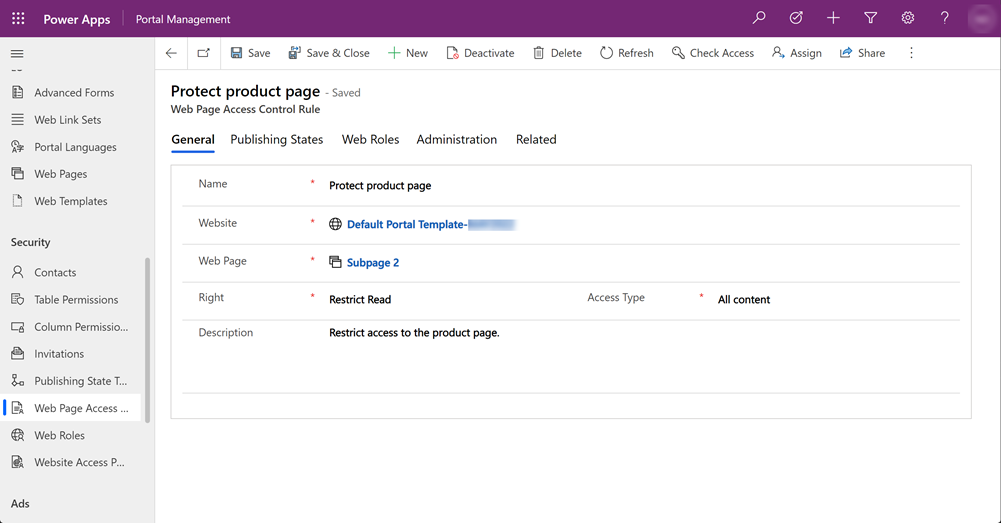 Power Apps Portal Management
Save Save & Close New Deactivate Delete Refresh Check Access Assign Share
Advanced Forms
Web Link Sets
Portal Languages
Web Pages
Web Templates
Security
Contacts
Table Permissions
Column Permissio...
Invitations
Publishing State T...
Web Page Access ...
Web Roles
Website Access P...
Ads
Protect product page - Saved
Web Page Access Control Rule
General Publishing States Web Roles Administration Related
Name * Protect product page
Website * Default Portal Template-
Web Page * Subpage 2
Right * Restrict Read Access Type * All content
Description Restrict access to the product page.